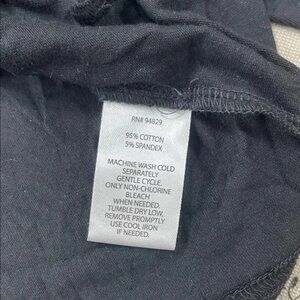 RN# 94829
95% COTTON
5% SPANDEX
MACHINE WASH COLD
SEPARATELY
GENTLE CYCLE.
ONLY NON-CHLORINE
BLEACH
WHEN NEEDED.
TUMBLE DRY LOW,
REMOVE PROMPTLY
USE COOL IRON
IF NEEDED.